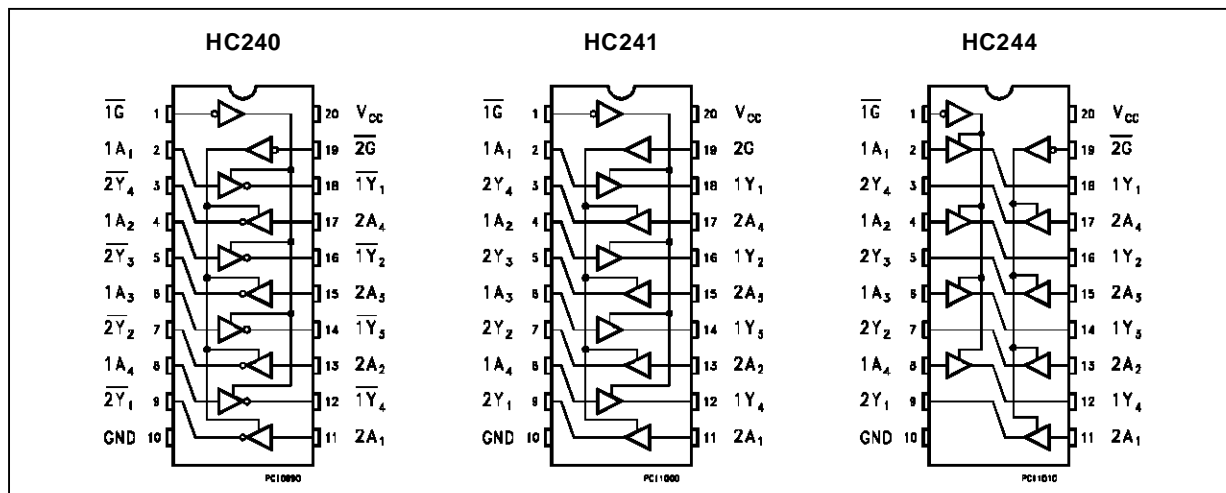 HC240
1G 1 20 VCC
1A1 2 19 2G
2Y4 3 18 1Y1
1A2 4 17 2A4
2Y3 5 16 1Y2
1A3 6 15 2A3
2Y2 7 14 1Y3
1A4 8 13 2A2
2Y1 9 12 1Y4
GND 10 11 2A1
PC10990
HC241
1G 1 20 VCC
1A1 2 19 2G
2Y4 3 18 1Y1
1A2 4 17 2A4
2Y3 5 16 1Y2
1A3 6 15 2A3
2Y2 7 14 1Y3
1A4 8 13 2A2
2Y1 9 12 1Y4
GND 10 11 2A1
PC11000
HC244
1G 1 20 VCC
1A1 2 19 2G
2Y4 3 18 1Y1
1A2 4 17 2A4
2Y3 5 16 1Y2
1A3 6 15 2A3
2Y2 7 14 1Y3
1A4 8 13 2A2
2Y1 9 12 1Y4
GND 10 11 2A1
PC11010